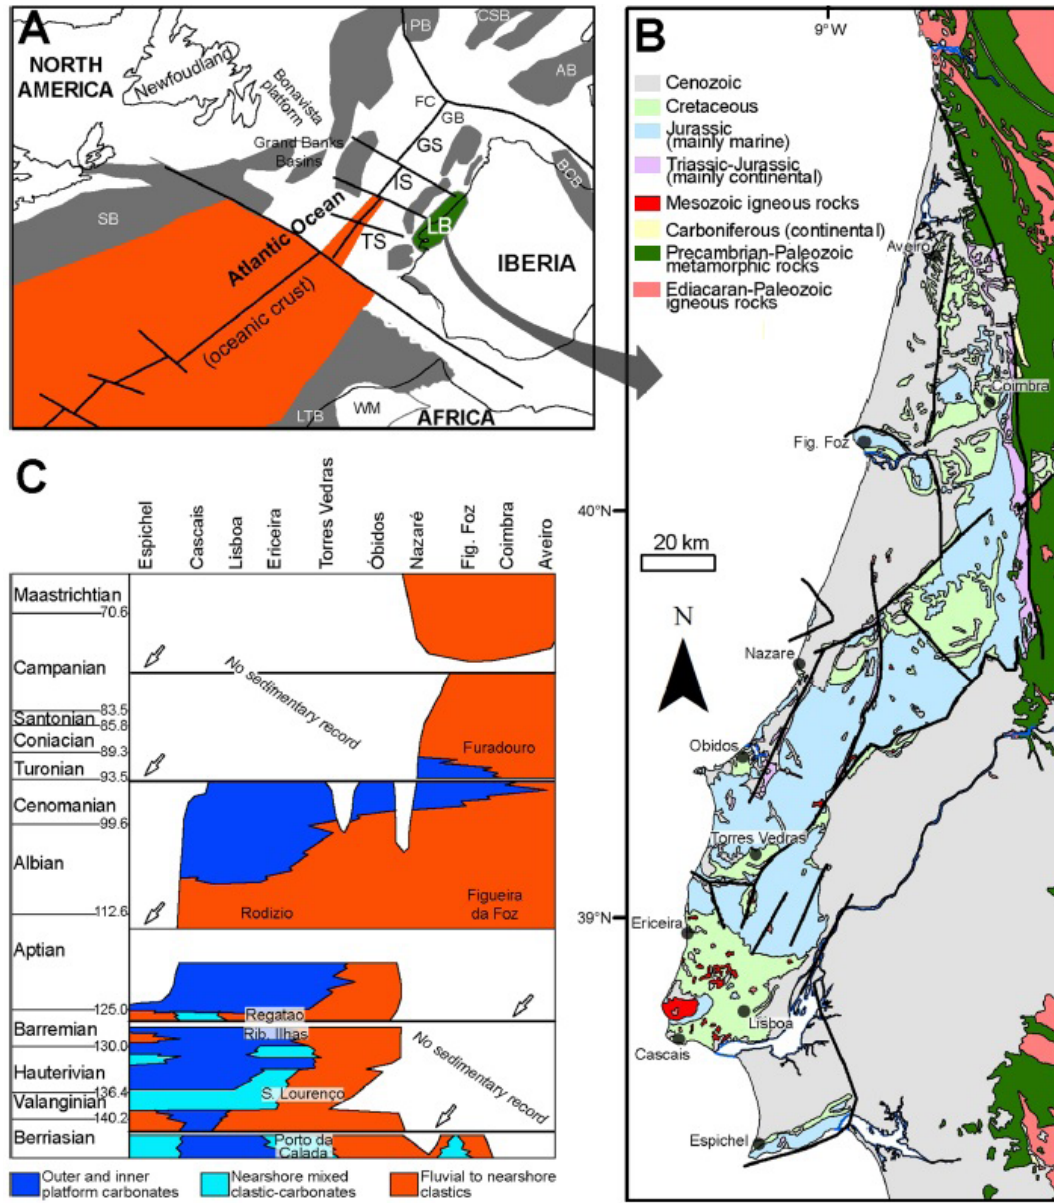 A
NORTH
AMERICA
Newfoundland
Bonavista
platform
Grand Banks
Basins
PB
CSB
AB
FC
GB
GS
BCB
IS
SB
LB
TS
Atlantic Ocean
(oceanic crust)
IBERIA
LTB
WM
AFRICA
B
9° W
Cenozoic
Cretaceous
Jurassic
(mainly marine)
Triassic-Jurassic
(mainly continental)
Mesozoic igneous rocks
Carboniferous (continental)
Precambrian-Paleozoic
metamorphic rocks
Ediacaran-Paleozoic
igneous rocks
Aveiro
Coimbra
Fig. Foz
40°N
20 km
N
Nazare
Obidos
Torres Vedras
39°N
Ericeira
Lisboa
Cascais
Espichel
C
Espichel
Cascais
Lisboa
Ericeira
Torres Vedras
Óbidos
Nazaré
Fig. Foz
Coimbra
Aveiro
Maastrichtian
70.6
Campanian
No sedimentary record
83.5
Santonian
85.8
Coniacian
89.3
Furadouro
Turonian
93.5
Cenomanian
99.6
Albian
Rodizio
Figueira
da Foz
112.6
Aptian
125.0
Regatao
Barremian
Rib. Ilhas
130.0
Hauterivian
No sedimentary record
136.4
S. Lourenço
Valanginian
140.2
Berriasian
Porto da
Calada
Outer and inner
platform carbonates
Nearshore mixed
clastic-carbonates
Fluvial to nearshore
clastics